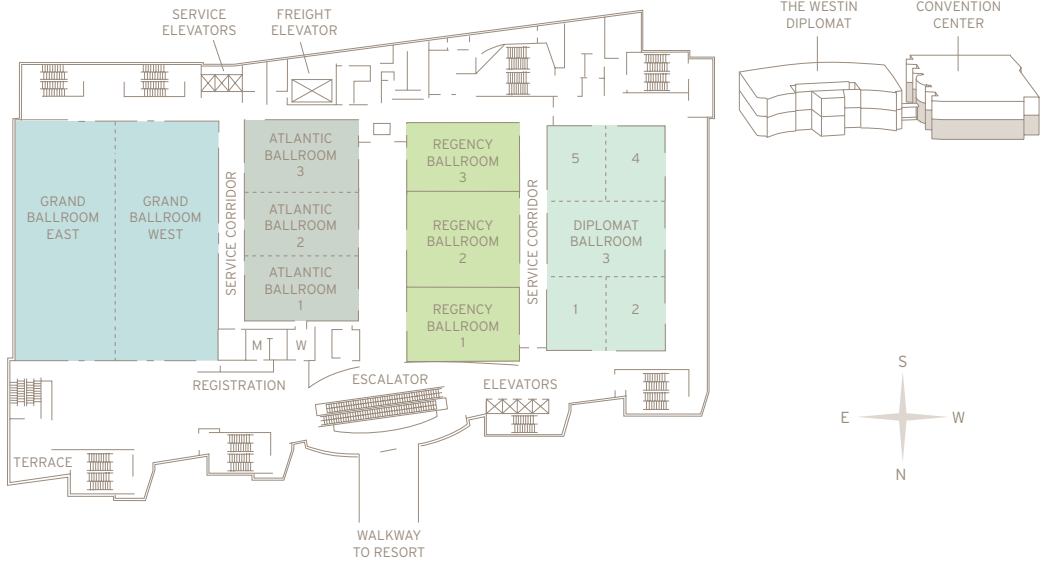 SERVICE
ELEVATORS
FREIGHT
ELEVATOR
THE WESTIN
DIPLOMAT
CONVENTION
CENTER
GRAND
BALLROOM
EAST
GRAND
BALLROOM
WEST
SERVICE CORRIDOR
ATLANTIC
BALLROOM
3
ATLANTIC
BALLROOM
2
ATLANTIC
BALLROOM
1
REGENCY
BALLROOM
3
REGENCY
BALLROOM
2
REGENCY
BALLROOM
1
SERVICE CORRIDOR
5
4
DIPLOMAT
BALLROOM
3
1
2
M
W
REGISTRATION
ESCALATOR
ELEVATORS
TERRACE
WALKWAY
TO RESORT
S
E
W
N